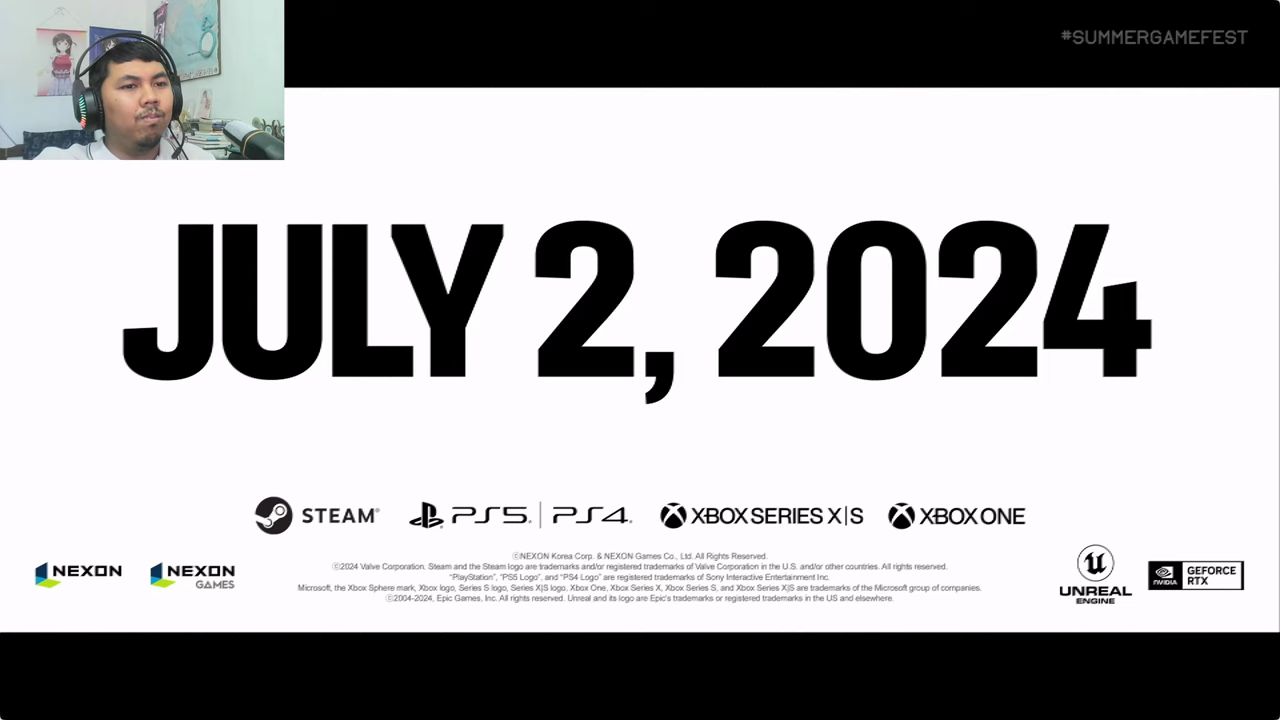 #SUMMERGAMEFEST
JULY 2, 2024
STEAM®
PS5 | PS4
XBOX SERIES X|S
XBOX ONE
NEXON
NEXON GAMES
ⓒNEXON Korea Corp. & NEXON Games Co., Ltd. All Rights Reserved.
ⓒ2024 Valve Corporation. Steam and the Steam logo are trademarks and/or registered trademarks of Valve Corporation in the U.S. and/or other countries. All rights reserved.
"PlayStation", "PS5 Logo", and "PS4 Logo" are registered trademarks of Sony Interactive Entertainment Inc.
Microsoft, the Xbox Sphere mark, Xbox logo, Series S logo, Series X|S logo, Xbox One, Xbox Series X, Xbox Series S, and Xbox Series X|S are trademarks of the Microsoft group of companies.
ⓒ2004-2024, Epic Games, Inc. All rights reserved. Unreal and its logo are Epic's trademarks or registered trademarks in the US and elsewhere.
UNREAL
ENGINE
NVIDIA
GEFORCE
RTX